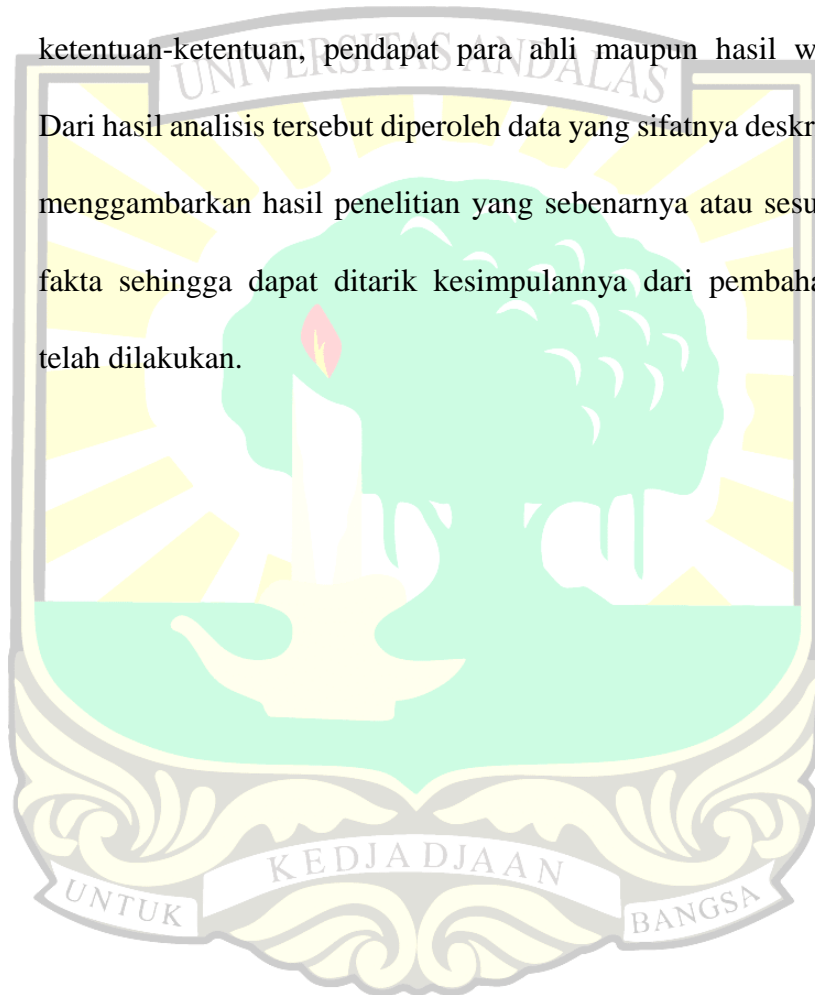 ketentuan-ketentuan, pendapat para ahli maupun hasil
UNIVERSITAS ANDALAS
Dari hasil analisis tersebut diperoleh data yang sifatnya
menggambarkan hasil penelitian yang sebenarnya atau
fakta sehingga dapat ditarik kesimpulannya dari
telah dilakukan.
KEDJADJAAN
UNTUK
BANGSA